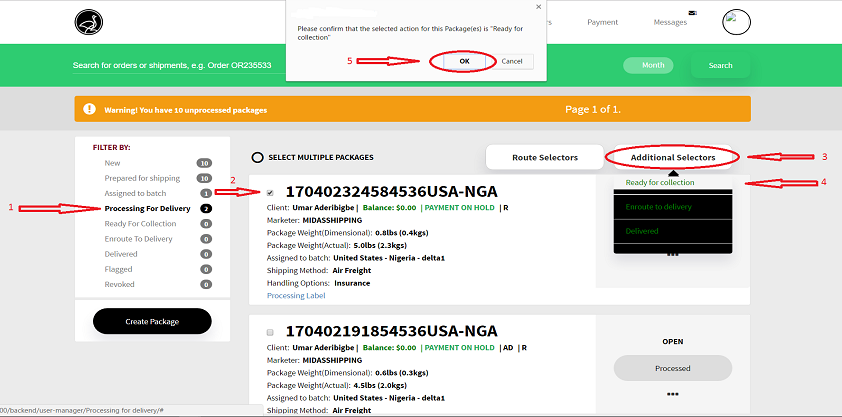 Please confirm that the selected action for this Package(es) is "Ready for
collection"
5
OK
Cancel
rs
Payment
Messages
Search for orders or shipments, e.g. Order OR235533
Month
Search
Warning! You have 10 unprocessed packages
Page 1 of 1.
FILTER BY:
New 10
Prepared for shipping 10
Assigned to batch 1
1
Processing For Delivery 2
Ready For Collection 0
Enroute To Delivery 0
Delivered 0
Flagged 0
Revoked 0
Create Package
SELECT MULTIPLE PACKAGES
Route Selectors
Additional Selectors
3
Ready for collection
4
Enroute to delivery
Delivered
2
170402324584536USA-NGA
Client: Umar Aderibigbe | Balance: $0.00 | PAYMENT ON HOLD | R
Marketer: MIDASSHIPPING
Package Weight(Dimensional): 0.8lbs (0.4kgs)
Package Weight(Actual): 5.0lbs (2.3kgs)
Assigned to batch: United States - Nigeria - delta1
Shipping Method: Air Freight
Handling Options: Insurance
Processing Label
170402191854536USA-NGA
Client: Umar Aderibigbe | Balance: $0.00 | PAYMENT ON HOLD | AD | R
Marketer: MIDASSHIPPING
Package Weight(Dimensional): 0.6lbs (0.3kgs)
Package Weight(Actual): 4.5lbs (2.0kgs)
Assigned to batch: United States - Nigeria - delta1
Shipping Method: Air Freight
OPEN
Processed
00/backend/user-manager/Processing for delivery/#